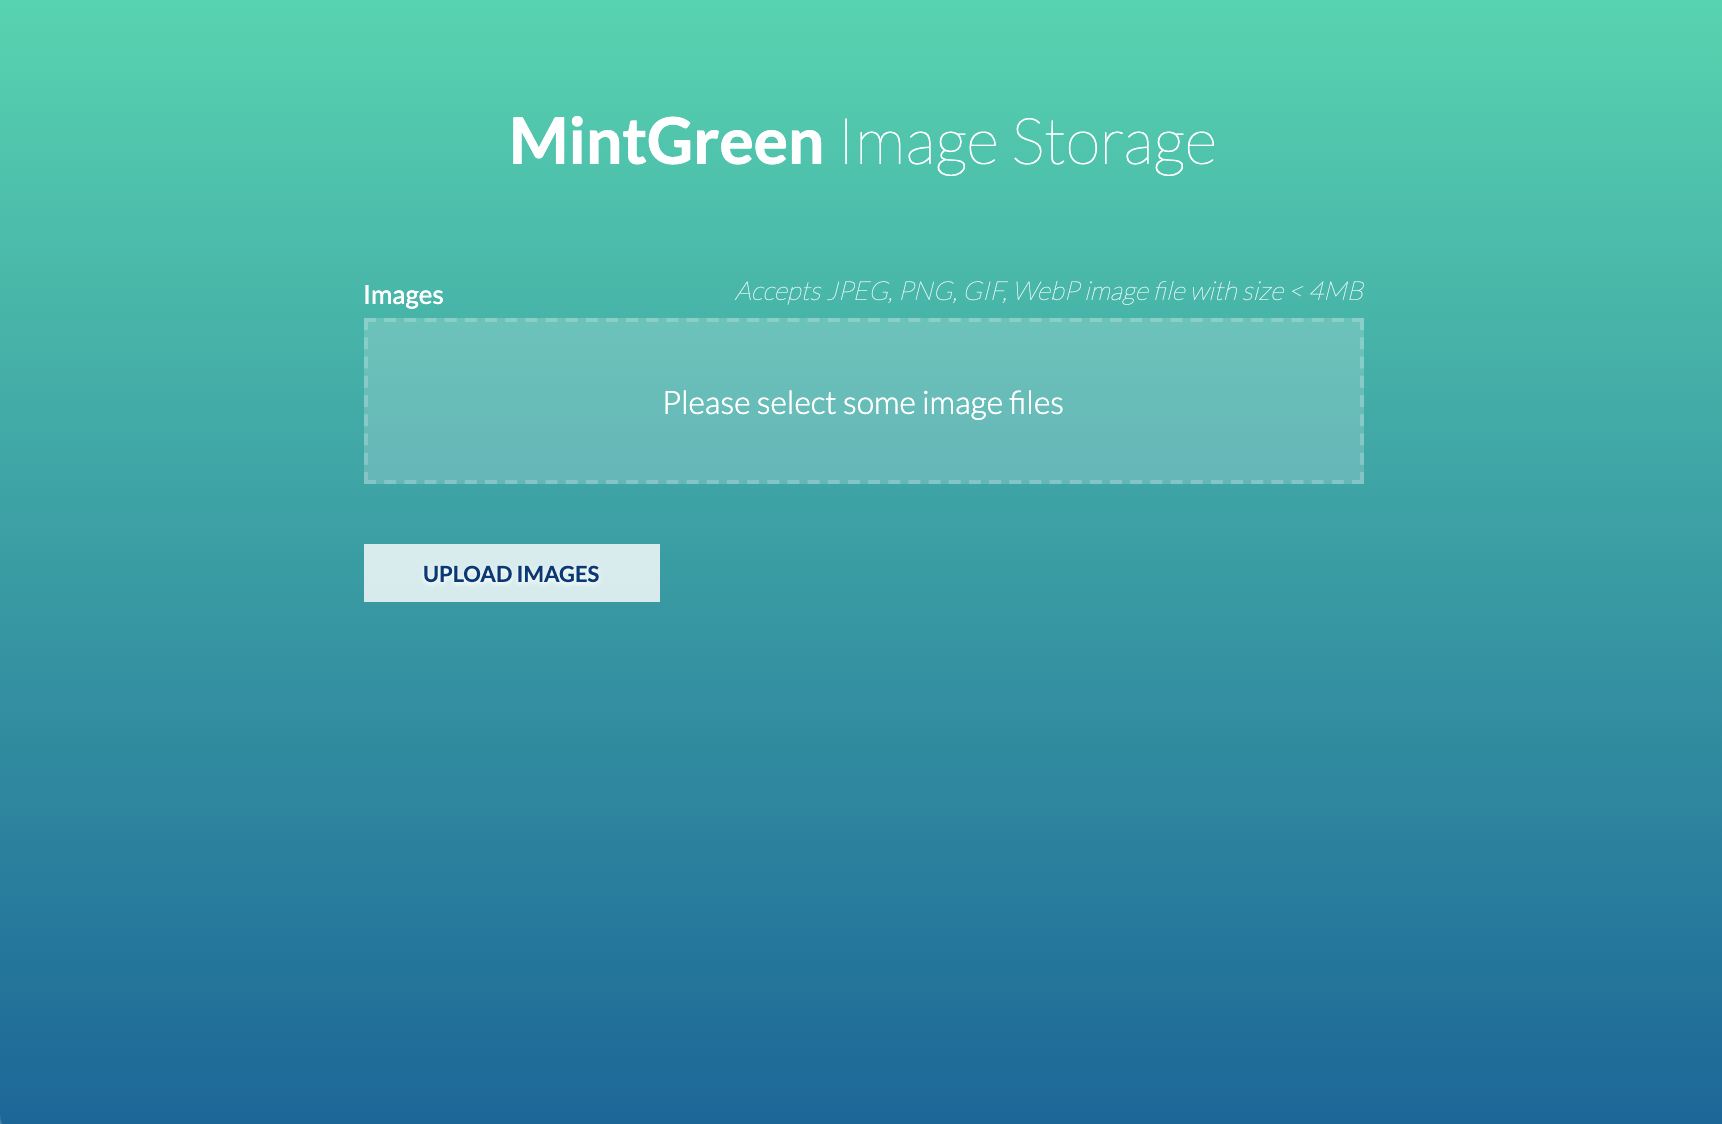 MintGreen Image Storage
Images
Accepts JPEG, PNG, GIF, WebP image file with size < 4MB
Please select some image files
UPLOAD IMAGES